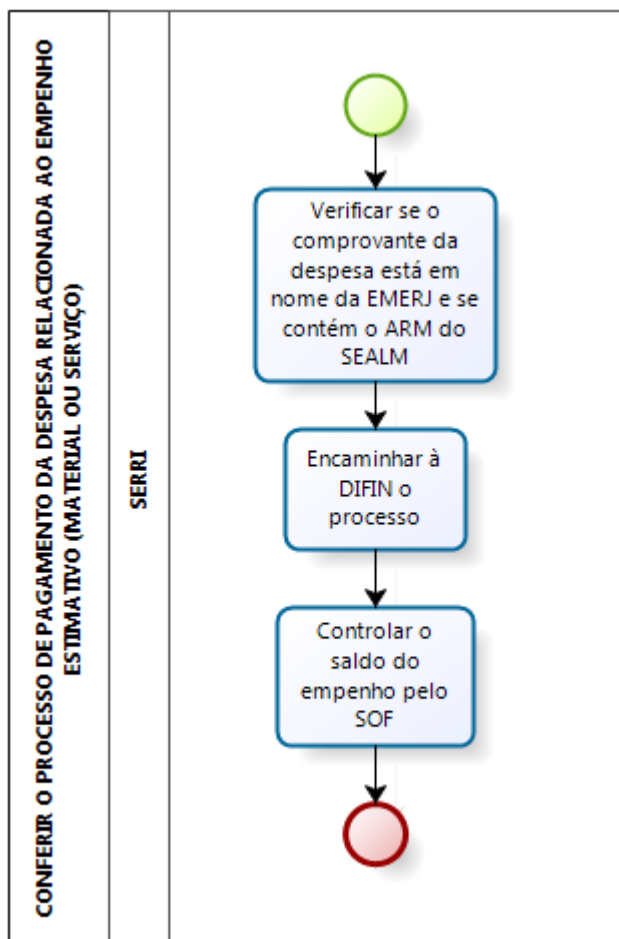 CONFERIR O PROCESSO DE PAGAMENTO DA DESPESA RELACIONADA AO EMPENHO
ESTIMATIVO (MATERIAL OU SERVIÇO)
SERRI
Verificar se o
comprovante da
despesa está em
nome da EMERJ e se
contém o ARM do
SEALM
Encaminhar à
DIFIN o
processo
Controlar o
saldo do
empenho pelo
SOF